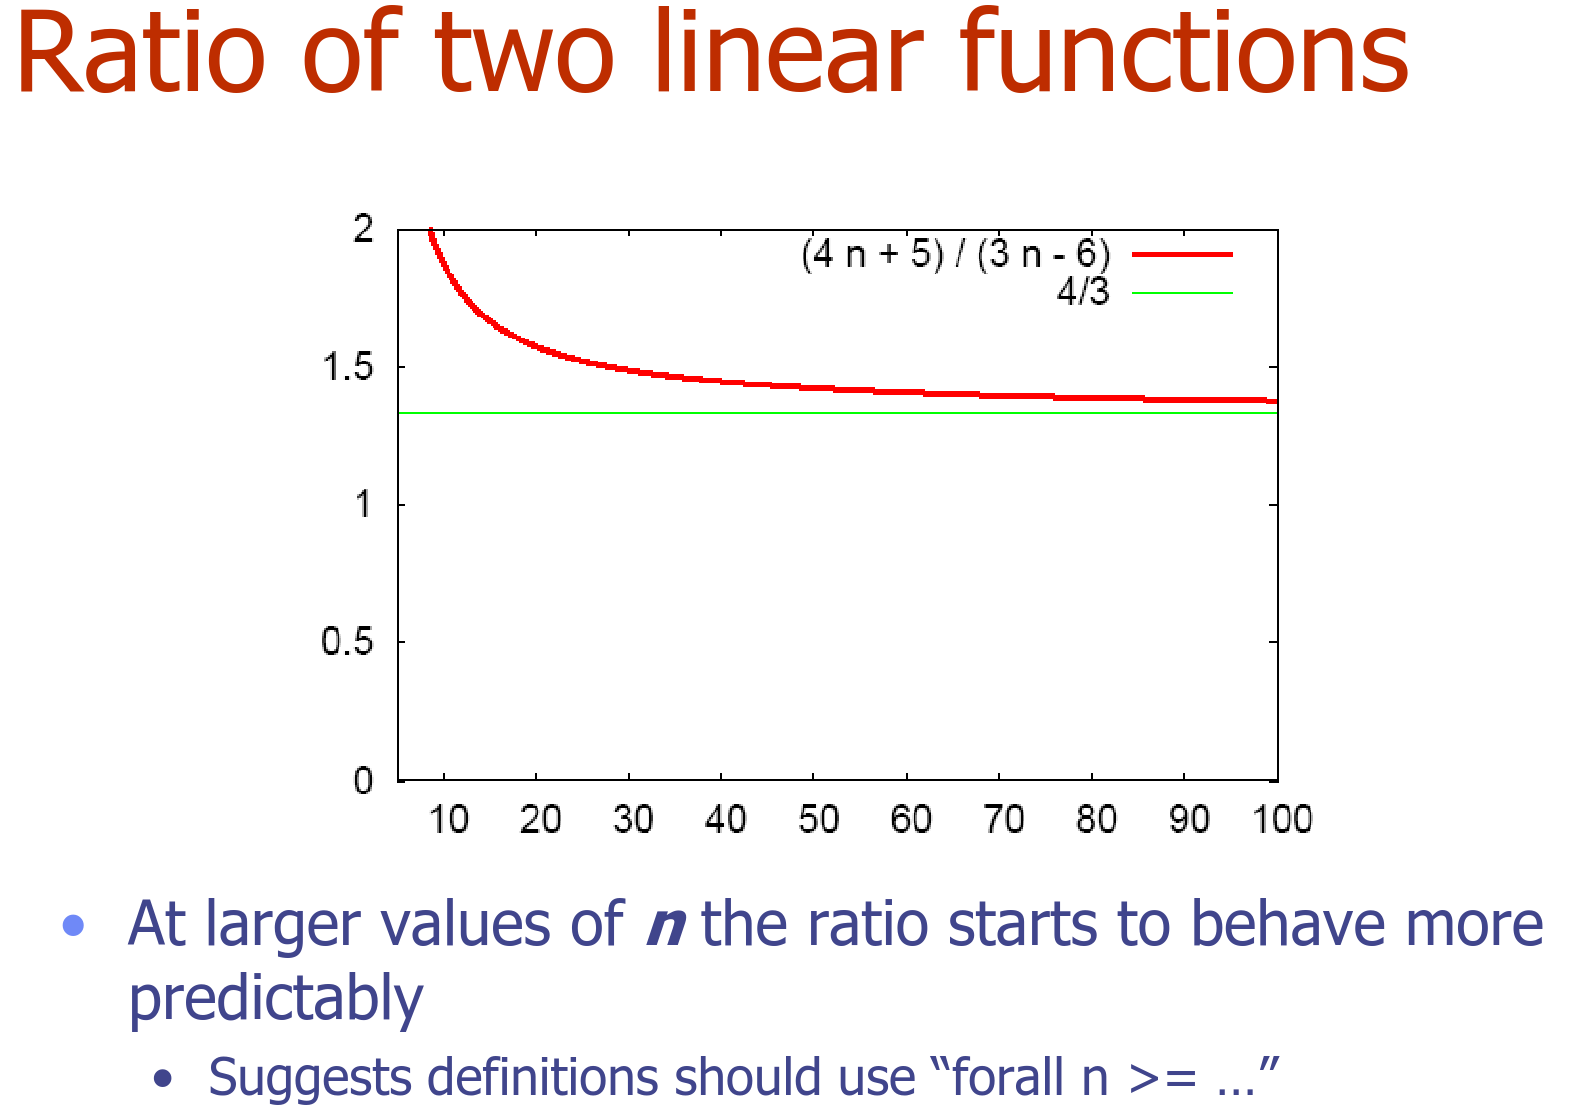 Ratio of two linear functions
2
(4 n + 5) / (3 n - 6)
4/3
1.5
1
0.5
0
10 20 30 40 50 60 70 80 90 100
• At larger values of n the ratio starts to behave more
predictably
• Suggests definitions should use “forall n >= …”